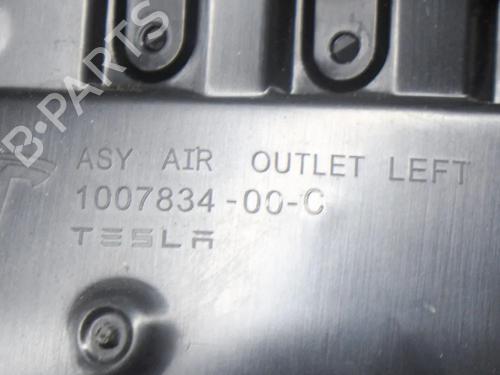 B-PARTS
ASY AIR OUTLET LEFT
1007834-00-C
TESLA